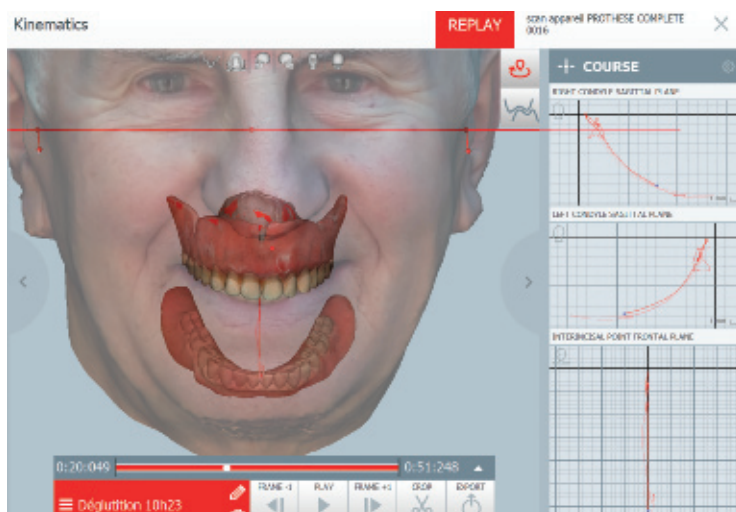 Kinematics
REPLAY
scan appareil PROTHESE COMPLETE
0016
COURSE
RIGHT CONDYLE SAGITTAL PLANE
LEFT CONDYLE SAGITTAL PLANE
INTERINCISAL POINT FRONTAL PLANE
0:20:049
0:51:248
Déglutition 10h23
FRAME -1
PLAY
FRAME +1
CROP
EXPORT